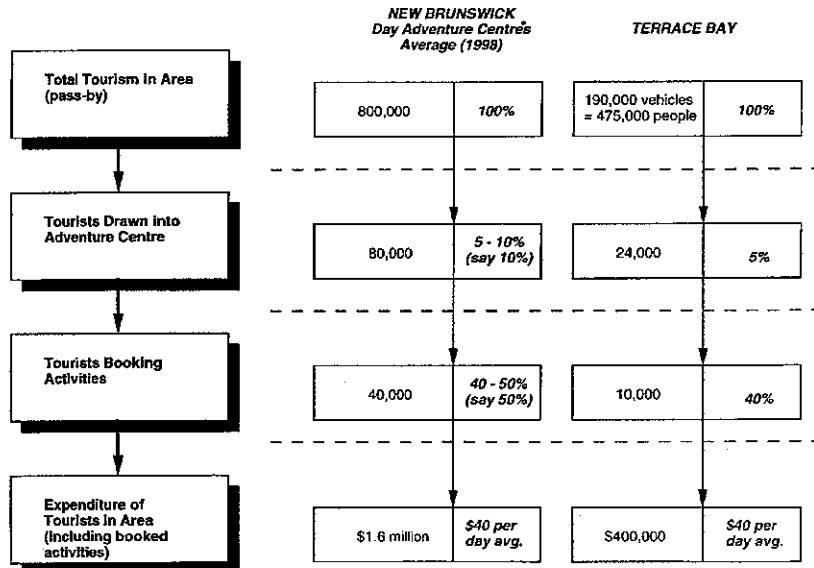 NEW BRUNSWICK
Day Adventure Centre*s
Average (1998)
TERRACE BAY
Total Tourism in Area
(pass-by)
800,000
100%
190,000 vehicles
= 475,000 people
100%
Tourists Drawn into
Adventure Centre
80,000
5 - 10%
(say 10%)
24,000
5%
Tourists Booking
Activities
40,000
40 - 50%
(say 50%)
10,000
40%
Expenditure of
Tourists in Area
(including booked
activities)
$1.6 million
$40 per
day avg.
$400,000
$40 per
day avg.